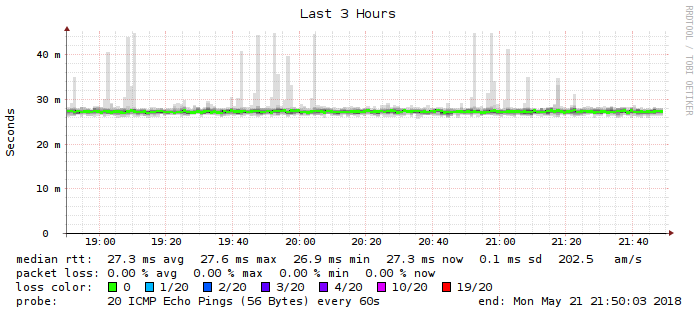 Last 3 Hours
RRDTOOL / TOBI OETIKER
Seconds
40 m
30 m
20 m
10 m
0
19:00 19:20 19:40 20:00 20:20 20:40 21:00 21:20 21:40
median rtt: 27.3 ms avg 27.6 ms max 26.9 ms min 27.3 ms now 0.1 ms sd 202.5 am/s
packet loss: 0.00 % avg 0.00 % max 0.00 % min 0.00 % now
loss color: 0 1/20 2/20 3/20 4/20 10/20 19/20
probe: 20 ICMP Echo Pings (56 Bytes) every 60s end: Mon May 21 21:50:03 2018